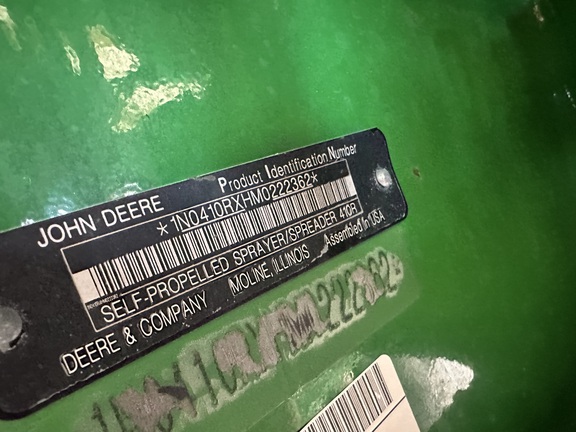 JOHN DEERE
Product Identification Number
*1N0410RXHM0222362*
SELF-PROPELLED SPRAYER/SPREADER 410R
DEERE & COMPANY MOLINE, ILLINOIS Assembled In USA